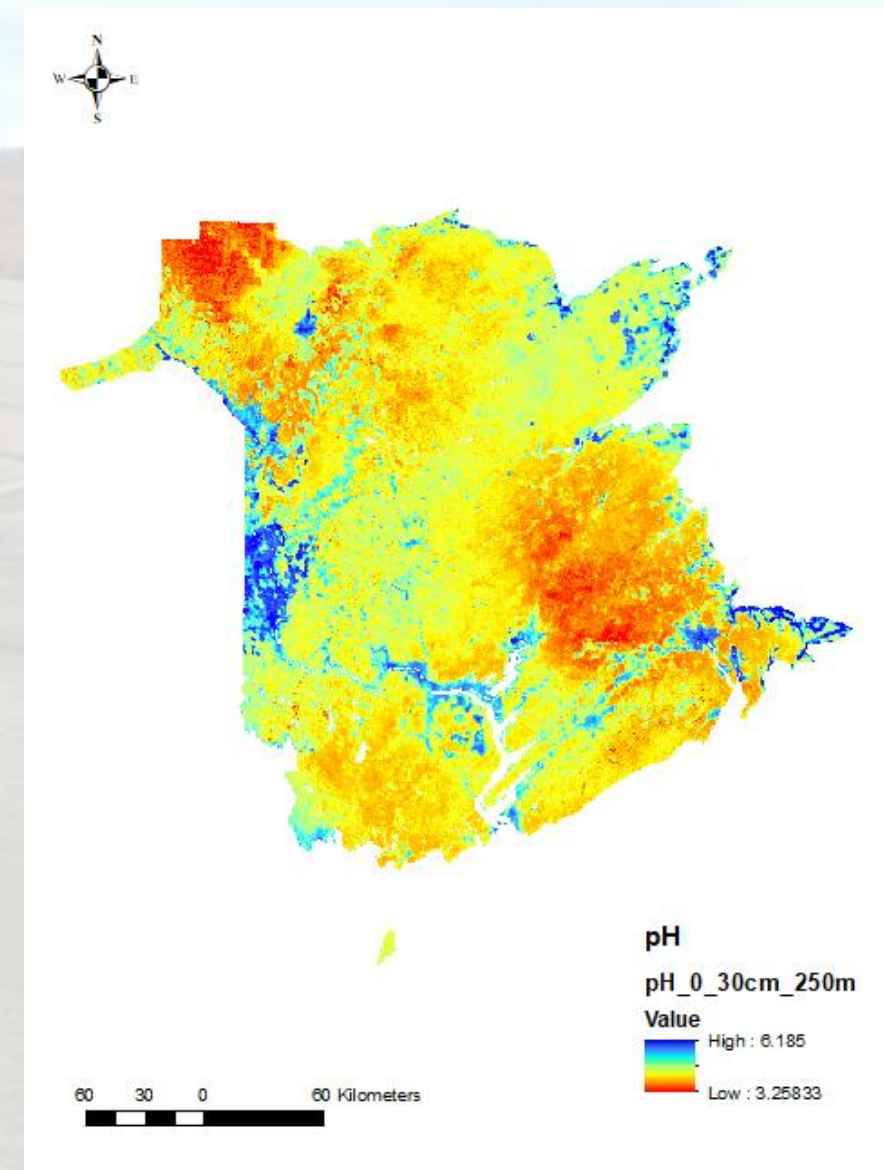 N
W E
S
pH
pH_0_30cm_250m
Value
High : 6.185
Low : 3.25833
60 30 0 60 Kilometers